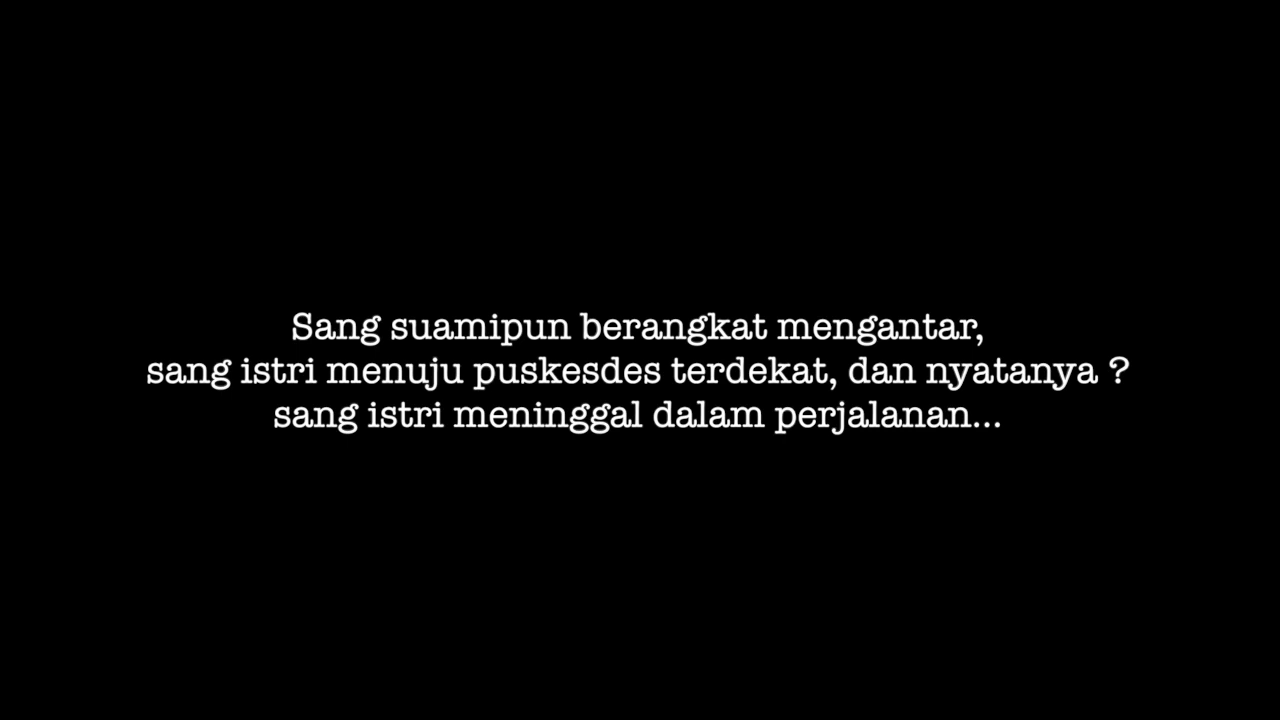 Sang suamipun berangkat mengantar,
sang istri menuju puskesdes terdekat, dan nyatanya ?
sang istri meninggal dalam perjalanan...